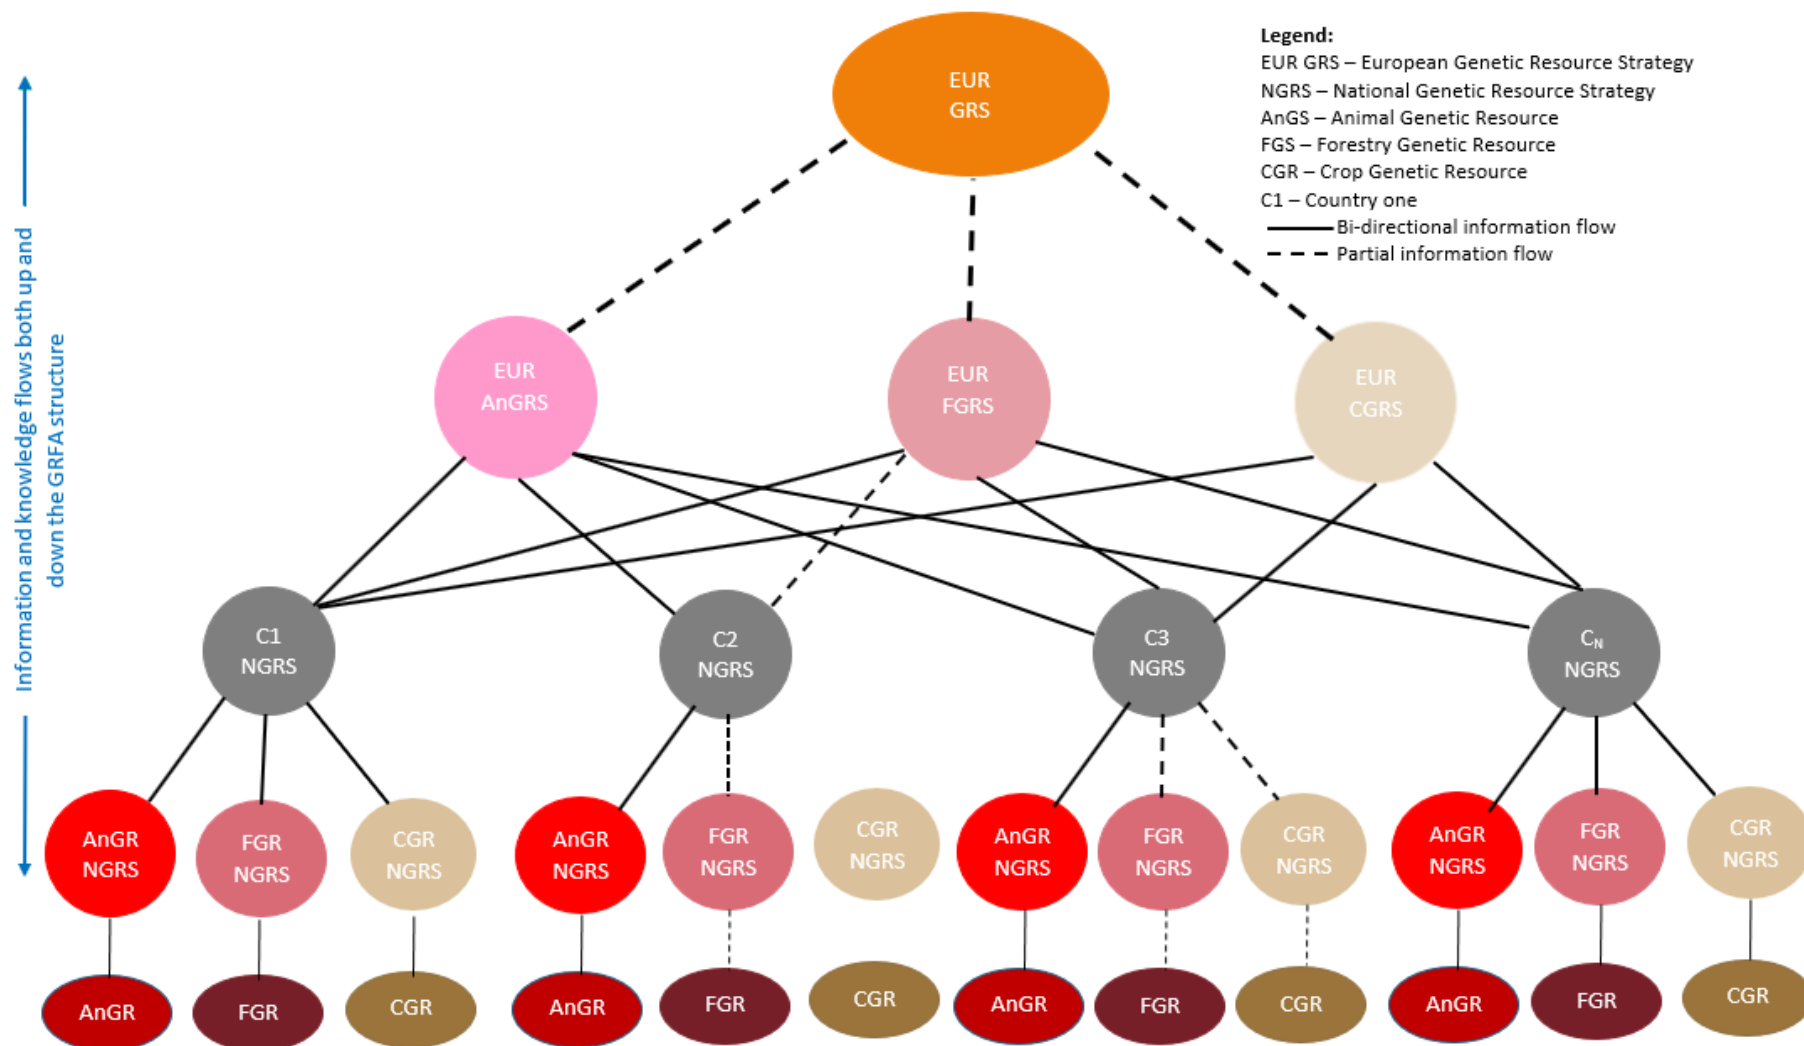 EUR
GRS
Legend:
EUR GRS – European Genetic Resource Strategy
NGRS – National Genetic Resource Strategy
AnGS – Animal Genetic Resource
FGS – Forestry Genetic Resource
CGR – Crop Genetic Resource
C1 – Country one
Bi-directional information flow
Partial information flow
Information and knowledge flows both up and
down the GRFA structure
EUR
AnGRS
EUR
FGRS
EUR
CGRS
C1
NGRS
C2
NGRS
C3
NGRS
CN
NGRS
AnGR
NGRS
FGR
NGRS
CGR
NGRS
AnGR
NGRS
FGR
NGRS
CGR
NGRS
AnGR
NGRS
FGR
NGRS
CGR
NGRS
AnGR
NGRS
FGR
NGRS
CGR
NGRS
AnGR
FGR
CGR
AnGR
FGR
CGR
AnGR
FGR
CGR
AnGR
FGR
CGR